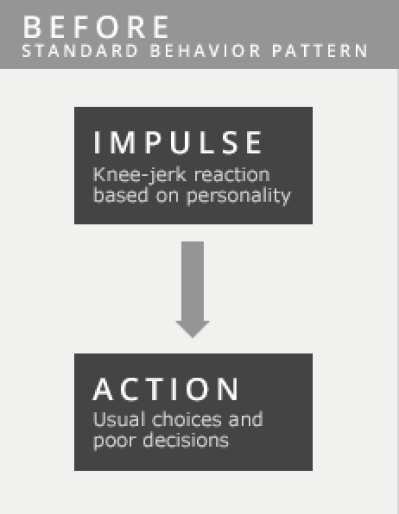 BEFORE
STANDARD BEHAVIOR PATTERN
IMPULSE
Knee-jerk reaction
based on personality
ACTION
Usual choices and
poor decisions